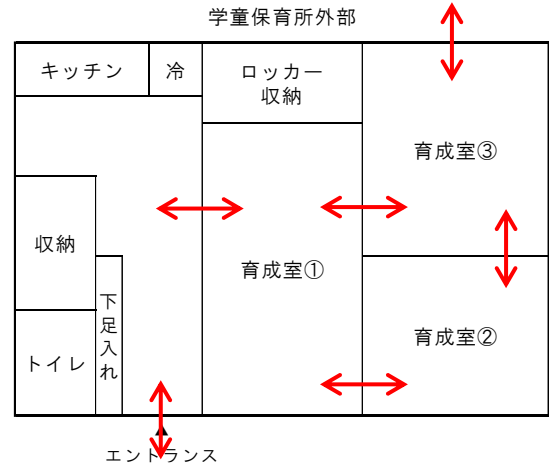 学童保育所外部
キッチン
冷
ロッカー
収納
育成室③
収納
育成室①
下足入れ
育成室②
トイレ
エントランス